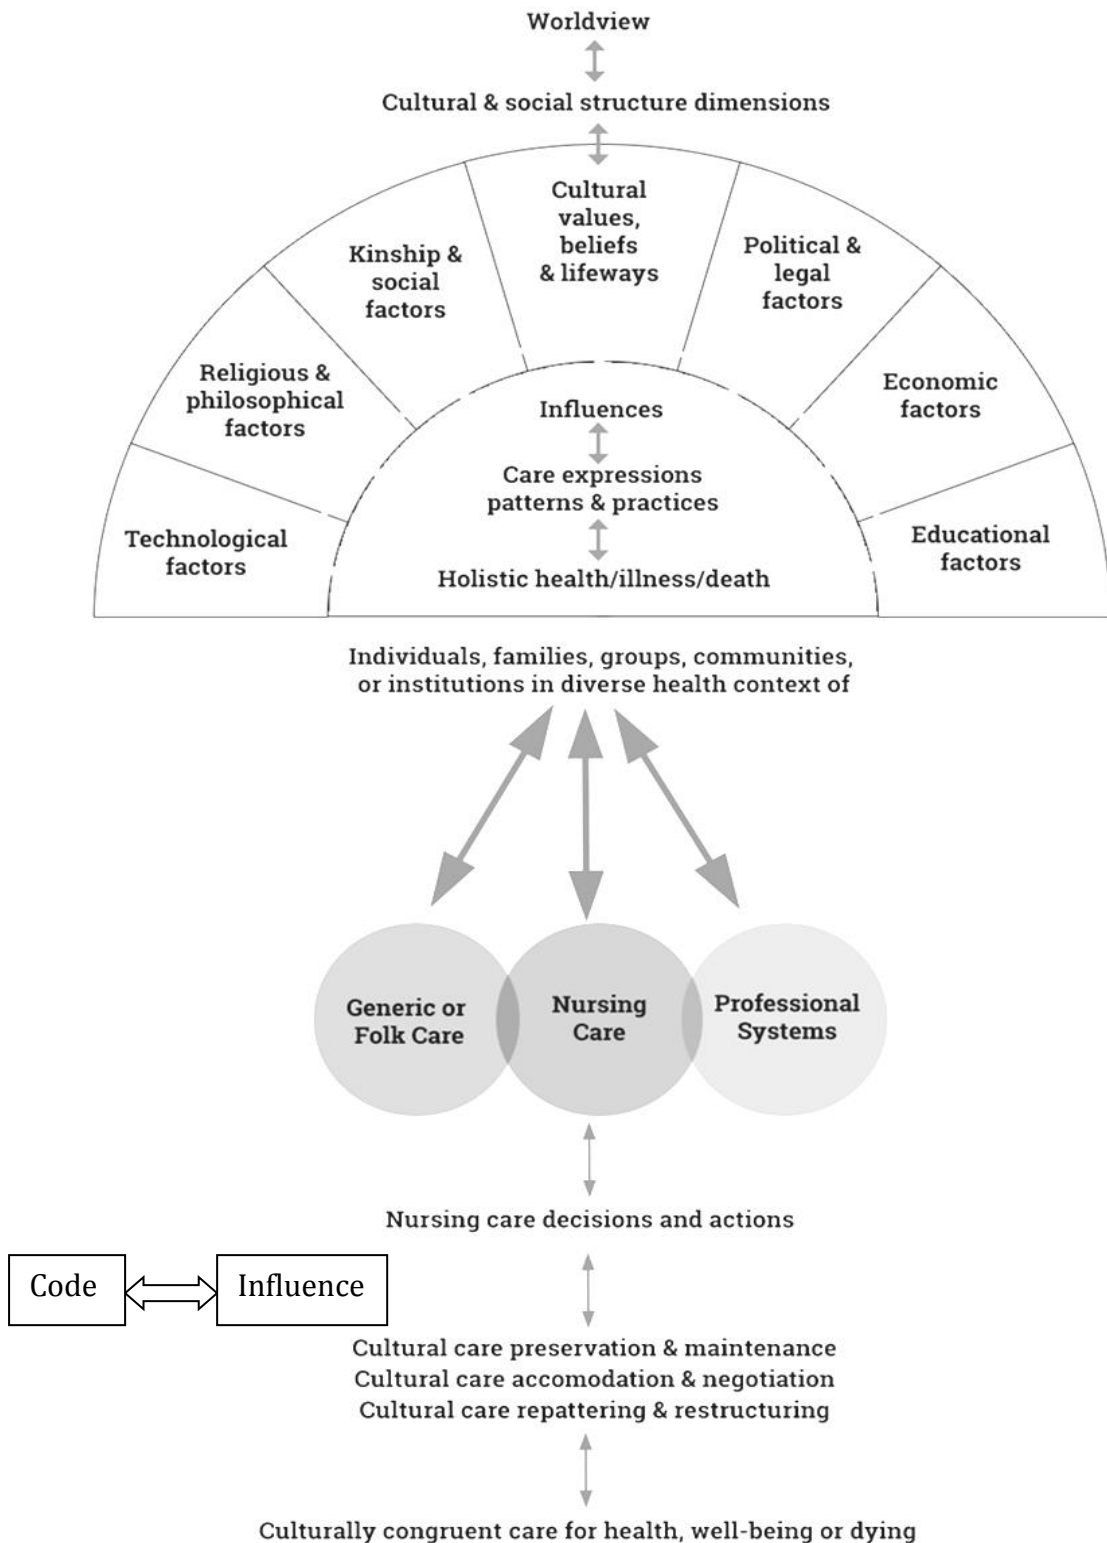 Worldview
Cultural & social structure dimensions
Cultural
values,
beliefs
& lifeways
Kinship &
social
factors
Political &
legal
factors
Religious &
philosophical
factors
Economic
factors
Technological
factors
Educational
factors
Influences
Care expressions
patterns & practices
Holistic health/illness/death
Individuals, families, groups, communities,
or institutions in diverse health context of
Generic or
Folk Care
Nursing
Care
Professional
Systems
Nursing care decisions and actions
Code
Influence
Cultural care preservation & maintenance
Cultural care accomodation & negotiation
Cultural care repattering & restructuring
Culturally congruent care for health, well-being or dying